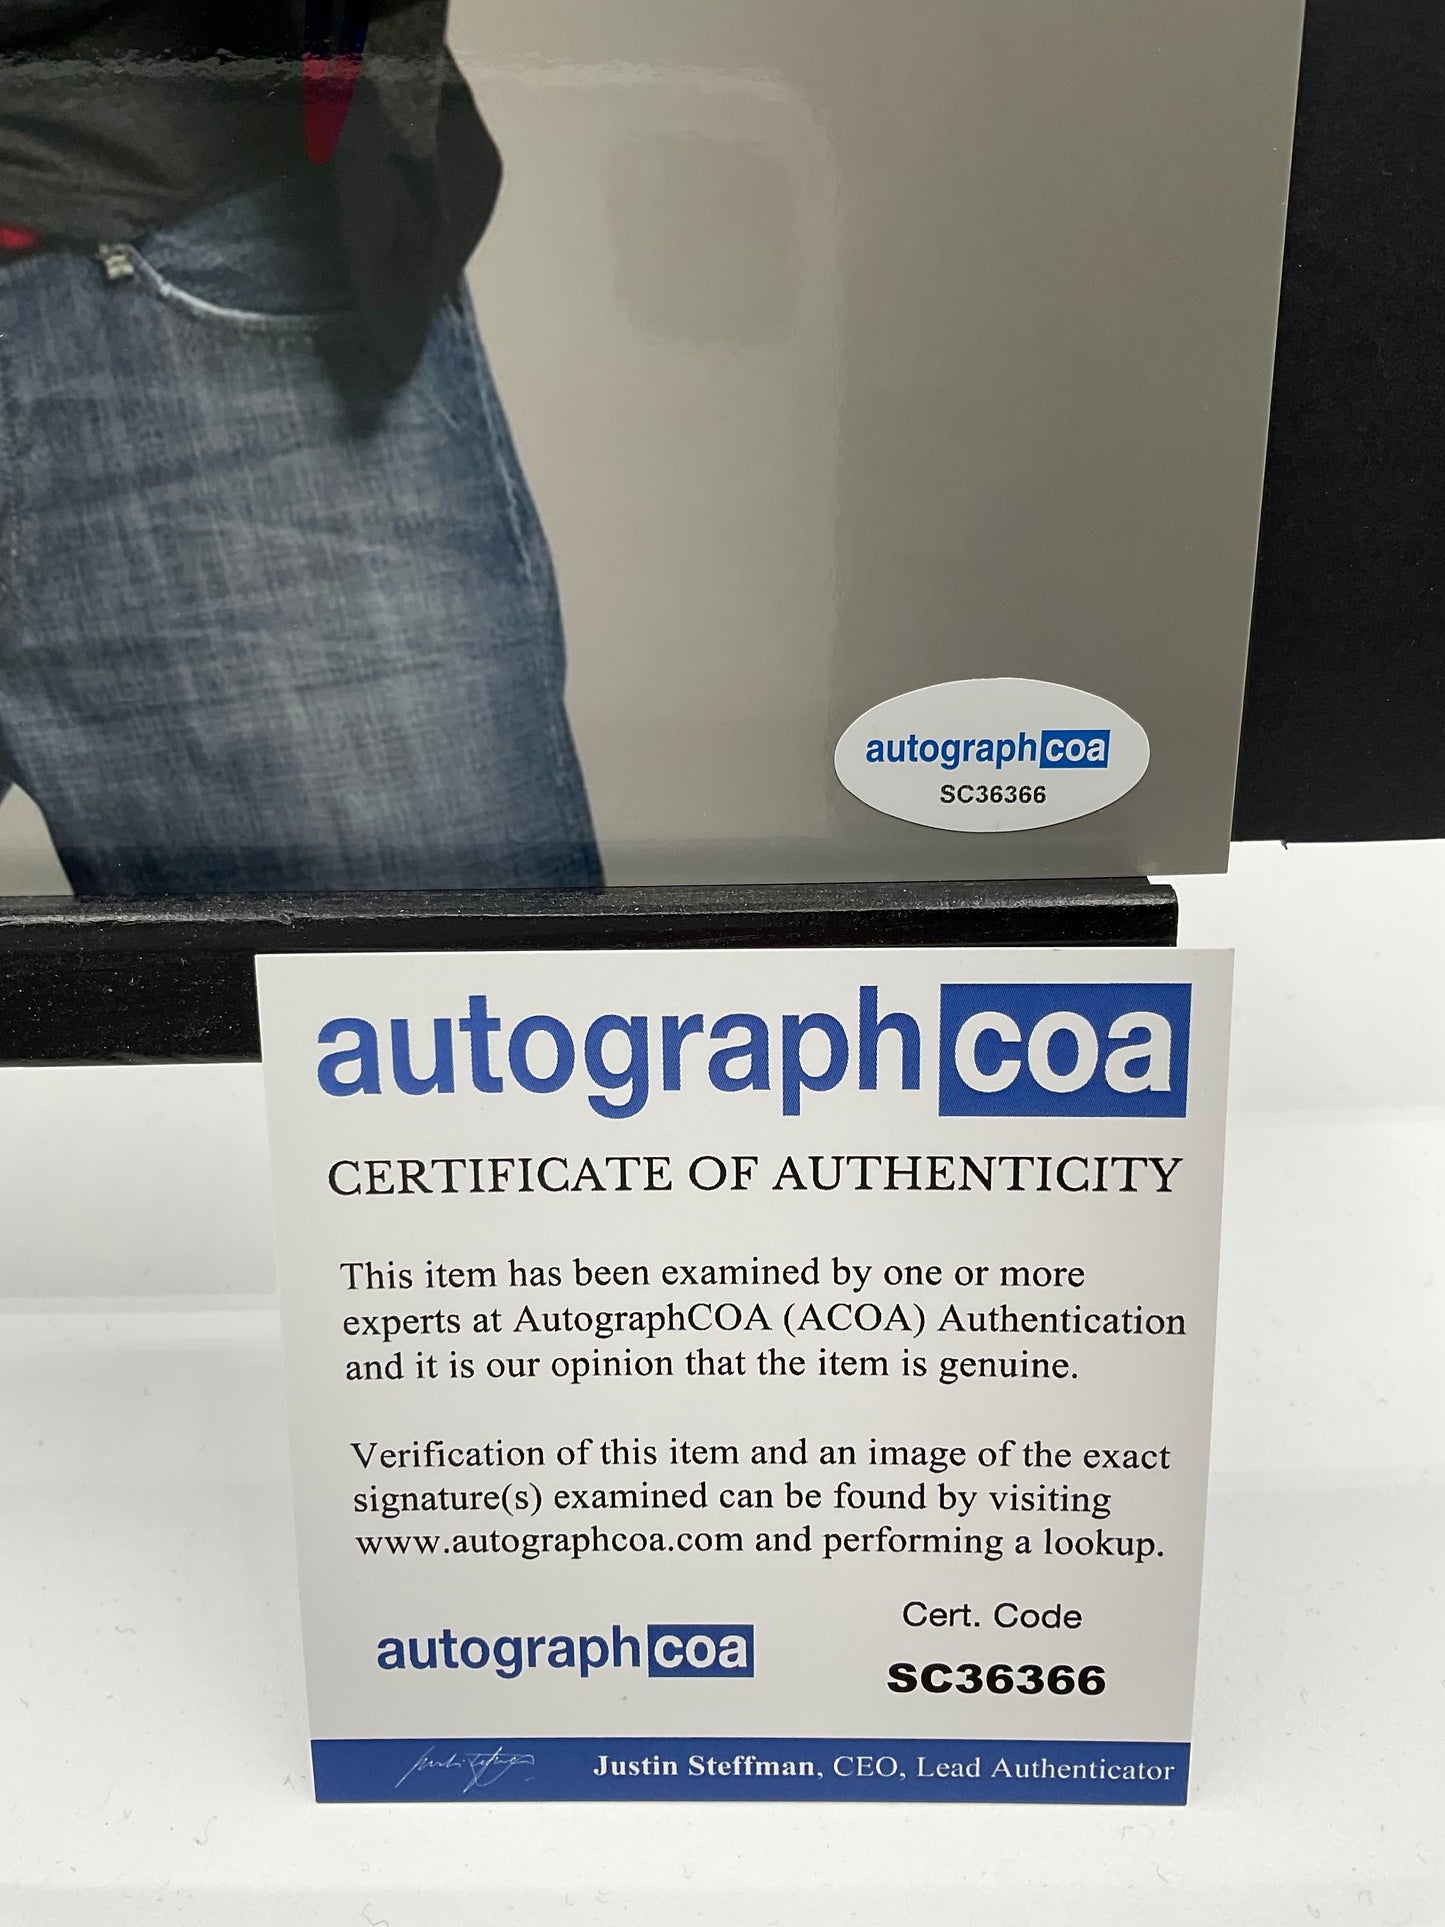 autographcoa
SC36366
autographcoa
CERTIFICATE OF AUTHENTICITY
This item has been examined by one or more
experts at AutographCOA (ACOA) Authentication
and it is our opinion that the item is genuine.
Verification of this item and an image of the exact
signature(s) examined can be found by visiting
www.autographcoa.com and performing a lookup.
Cert. Code
autographcoa
SC36366
Justin Steffman, CEO, Lead Authenticator